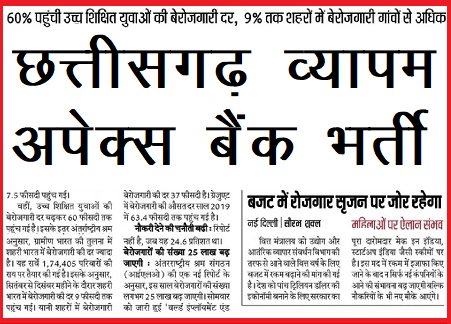 60% पहुंची उच्च शिक्षित युवाओं की बेरोजगारी दर, 9% तक शहरों में बेरोजगारी गांवों से अधिक
छत्तीसगढ़ व्यापम
अपेक्स बैंक भर्ती
7.5 फीसदी पहुंच गई।
वहीं, उच्च शिक्षित युवाओं की
बेरोजगारी दर बढ़कर 60 फीसदी तक
पहुंच गई है। इसके इतर अंतर्राष्ट्रीय श्रम
अनुसार, ग्रामीण भारत की तुलना में
शहरी भारत में बेरोजगारी की दर ज्यादा
है। यह सर्वे 1,74,405 परिवारों की
राय पर तैयार की गई है। इसके अनुसार,
सितंबर से दिसंबर महीने के दौरान शहरी
भारत में बेरोजगारी की दर 9 फीसदी तक
पहुंच गई। यानी शहरों में बेरोजगारी
बेरोजगारी की दर 37 फीसदी है। ग्रेजुएट
में बेरोजगारी की औसत दर साल 2019
में 63.4 फीसदी तक पहुंच गई है।
नौकरी देने की चुनौती बढ़ी : रिपोर्ट
नहीं है, जब यह 24.6 प्रतिशत था।
बेरोजगारों की संख्या 25 लाख बढ़
जाएगी : अंतरराष्ट्रीय श्रम संगठन
(आईएलओ) की एक नई रिपोर्ट के
अनुसार, इस साल बेरोजगारों की संख्या
लगभग 25 लाख बढ़ जाएगी। सोमवार
को जारी हुई 'वर्ल्ड इंप्लॉयमेंट एंड
बजट में रोजगार सृजन पर जोर रहेगा
नई दिल्ली | सौरभ शुक्ल
वित्त मंत्रालय को उद्योग और
आंतरिक व्यापार संवर्धन विभाग की
तरफ से आने वाले वित्त वर्ष के लिए
बजट में रकम बढ़ाने की मांग की गई
है। देश को पांच ट्रिलियन डॉलर की
इकोनॉमी बनाने के लिए सरकार का
महिलाओं पर ऐलान संभव
पूरा दारोमदार मेक इन इंडिया,
स्टार्टअप इंडिया जैसी स्कीमों पर
है। इस मद में रकम में इजाफा किए
जाने के बाद न सिर्फ नई कंपनियों के
आने की संभावना बढ़ जाएगी बल्कि
नौकरियों के भी नए मौके आएंगे।